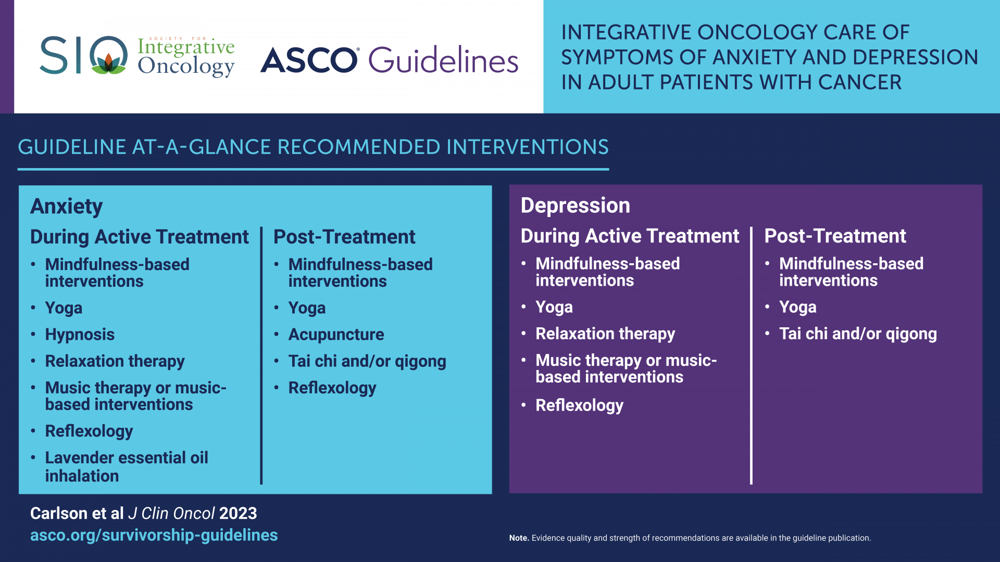 SIO
SOCIETY FOR
Integrative
Oncology
ASCO® Guidelines
INTEGRATIVE ONCOLOGY CARE OF
SYMPTOMS OF ANXIETY AND DEPRESSION
IN ADULT PATIENTS WITH CANCER
GUIDELINE AT-A-GLANCE RECOMMENDED INTERVENTIONS
Anxiety
During Active Treatment
• Mindfulness-based
interventions
• Yoga
• Hypnosis
• Relaxation therapy
• Music therapy or music-
based interventions
• Reflexology
• Lavender essential oil
inhalation
Post-Treatment
• Mindfulness-based
interventions
• Yoga
• Acupuncture
• Tai chi and/or qigong
• Reflexology
Depression
During Active Treatment
• Mindfulness-based
interventions
• Yoga
• Relaxation therapy
• Music therapy or music-
based interventions
• Reflexology
Post-Treatment
• Mindfulness-based
interventions
• Yoga
• Tai chi and/or qigong
Carlson et al J Clin Oncol 2023
asco.org/survivorship-guidelines
Note. Evidence quality and strength of recommendations are available in the guideline publication.